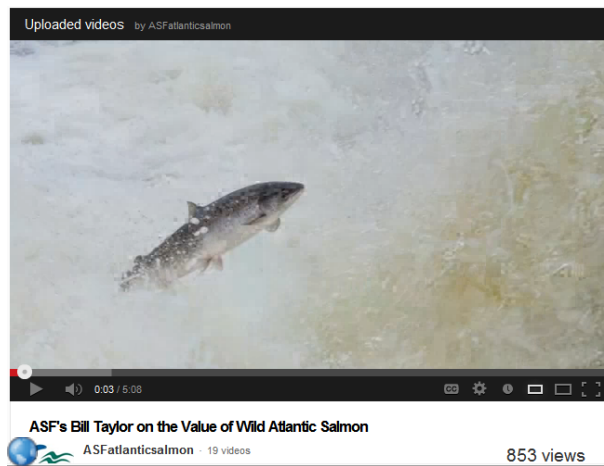 Uploaded videos by ASFatlanticsalmon
0:03 / 5:08
CC
ASF's Bill Taylor on the Value of Wild Atlantic Salmon
ASFatlanticsalmon · 19 videos
853 views